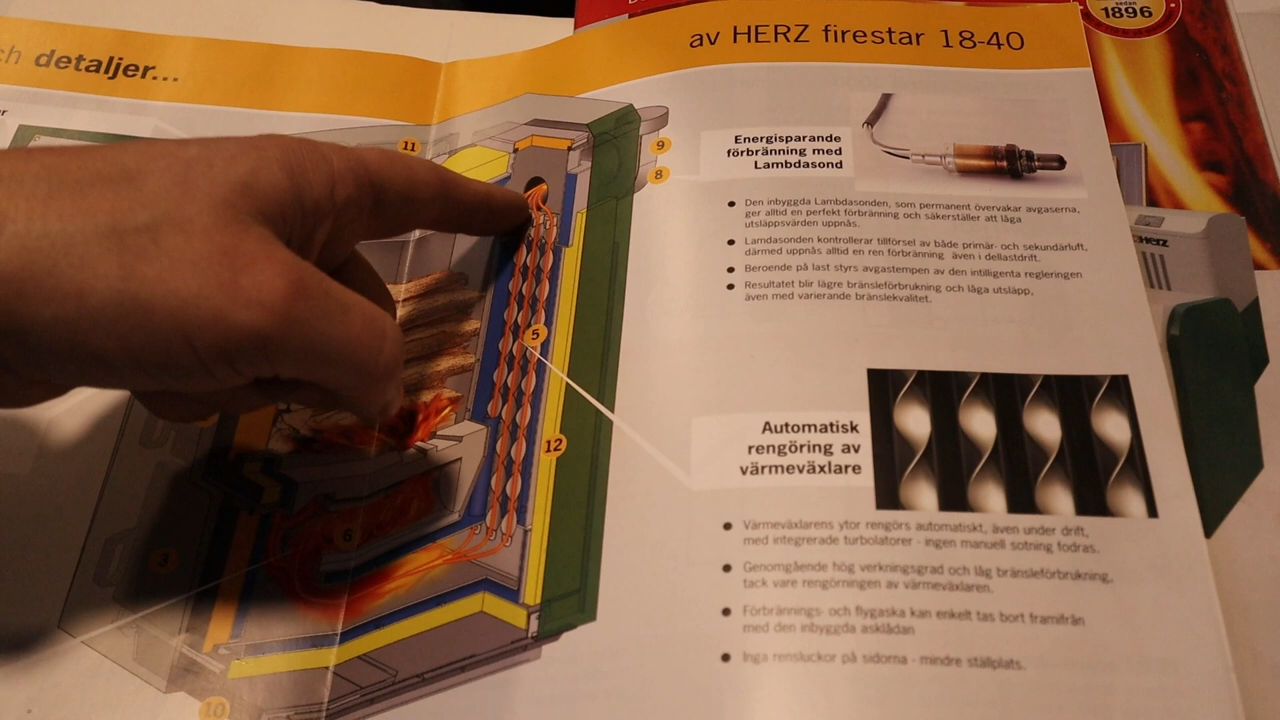 detaljer...
av HERZ firestar 18-40
sedan
1896
11
9
8
5
12
6
3
10
Energisparande
förbränning med
Lambdasond
Den inbyggda Lambdasonden, som permanent övervakar avgaserna,
ger alltid en perfekt förbränning och säkerställer att låga
utsläppsvärden uppnås.
Lamdasonden kontrollerar tillförsel av både primär- och sekundärluft,
därmed uppnås alltid en ren förbränning även i dellastdrift.
Beroende på last styrs avgastempen av den intilligenta regleringen
Resultatet blir lägre bränsleförbrukning och låga utsläpp,
även med varierande bränslekvalitet.
HERZ
Automatisk
rengöring av
värmeväxlare
Värmeväxlarens ytor rengörs automatiskt, även under drift,
med integrerade turbolatorer - ingen manuell sotning fodras.
Genomgående hög verkningsgrad och låg bränsleförbrukning,
tack vare rengörningen av värmeväxlaren.
Förbrännings- och flygaska kan enkelt tas bort framifrån
med den inbyggda asklådan
Inga rensluckor på sidorna - mindre ställplats.